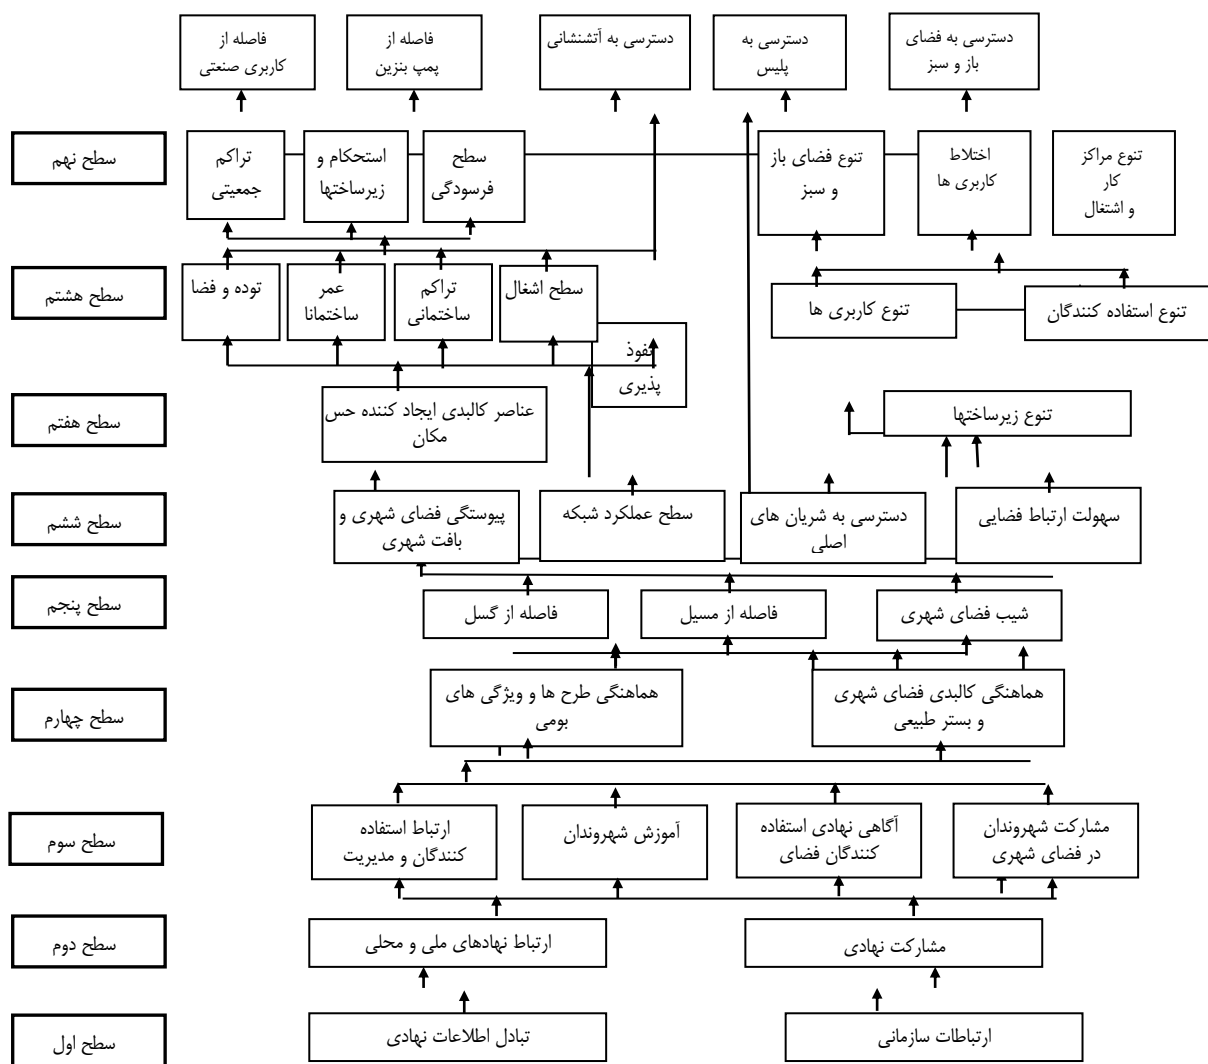 دسترسی به فضای
باز و سبز
دسترسی به
پلیس
دسترسی به آتشنشانی
فاصله از
پمپ بنزین
فاصله از
کاربری صنعتی
تنوع مراکز
کار
و اشتغال
اختلاط
کاربری ها
تنوع فضای باز
و سبز
سطح
فرسودگی
استحکام و
زیرساختها
تراکم
جمعیتی
سطح نهم
تنوع استفاده کنندگان
تنوع کاربری ها
نفوذ
پذیری
سطح اشغال
تراکم
ساختمانی
عمر
ساختمانا
توده و فضا
سطح هشتم
تنوع زیرساختها
عناصر کالبدی ایجاد کننده حس
مکان
سطح هفتم
سهولت ارتباط فضایی
دسترسی به شریان های
اصلی
سطح عملکرد شبکه
پیوستگی فضای شهری و
بافت شهری
سطح ششم
شیب فضای شهری
فاصله از مسیل
فاصله از گسل
سطح پنجم
هماهنگی کالبدی فضای شهری
و بستر طبیعی
هماهنگی طرح ها و ویژگی های
بومی
سطح چهارم
مشارکت شهروندان
در فضای شهری
آگاهی نهادی استفاده
کنندگان فضای
آموزش شهروندان
ارتباط استفاده
کنندگان و مدیریت
سطح سوم
مشارکت نهادی
ارتباط نهادهای ملی و محلی
سطح دوم
ارتباطات سازمانی
تبادل اطلاعات نهادی
سطح اول